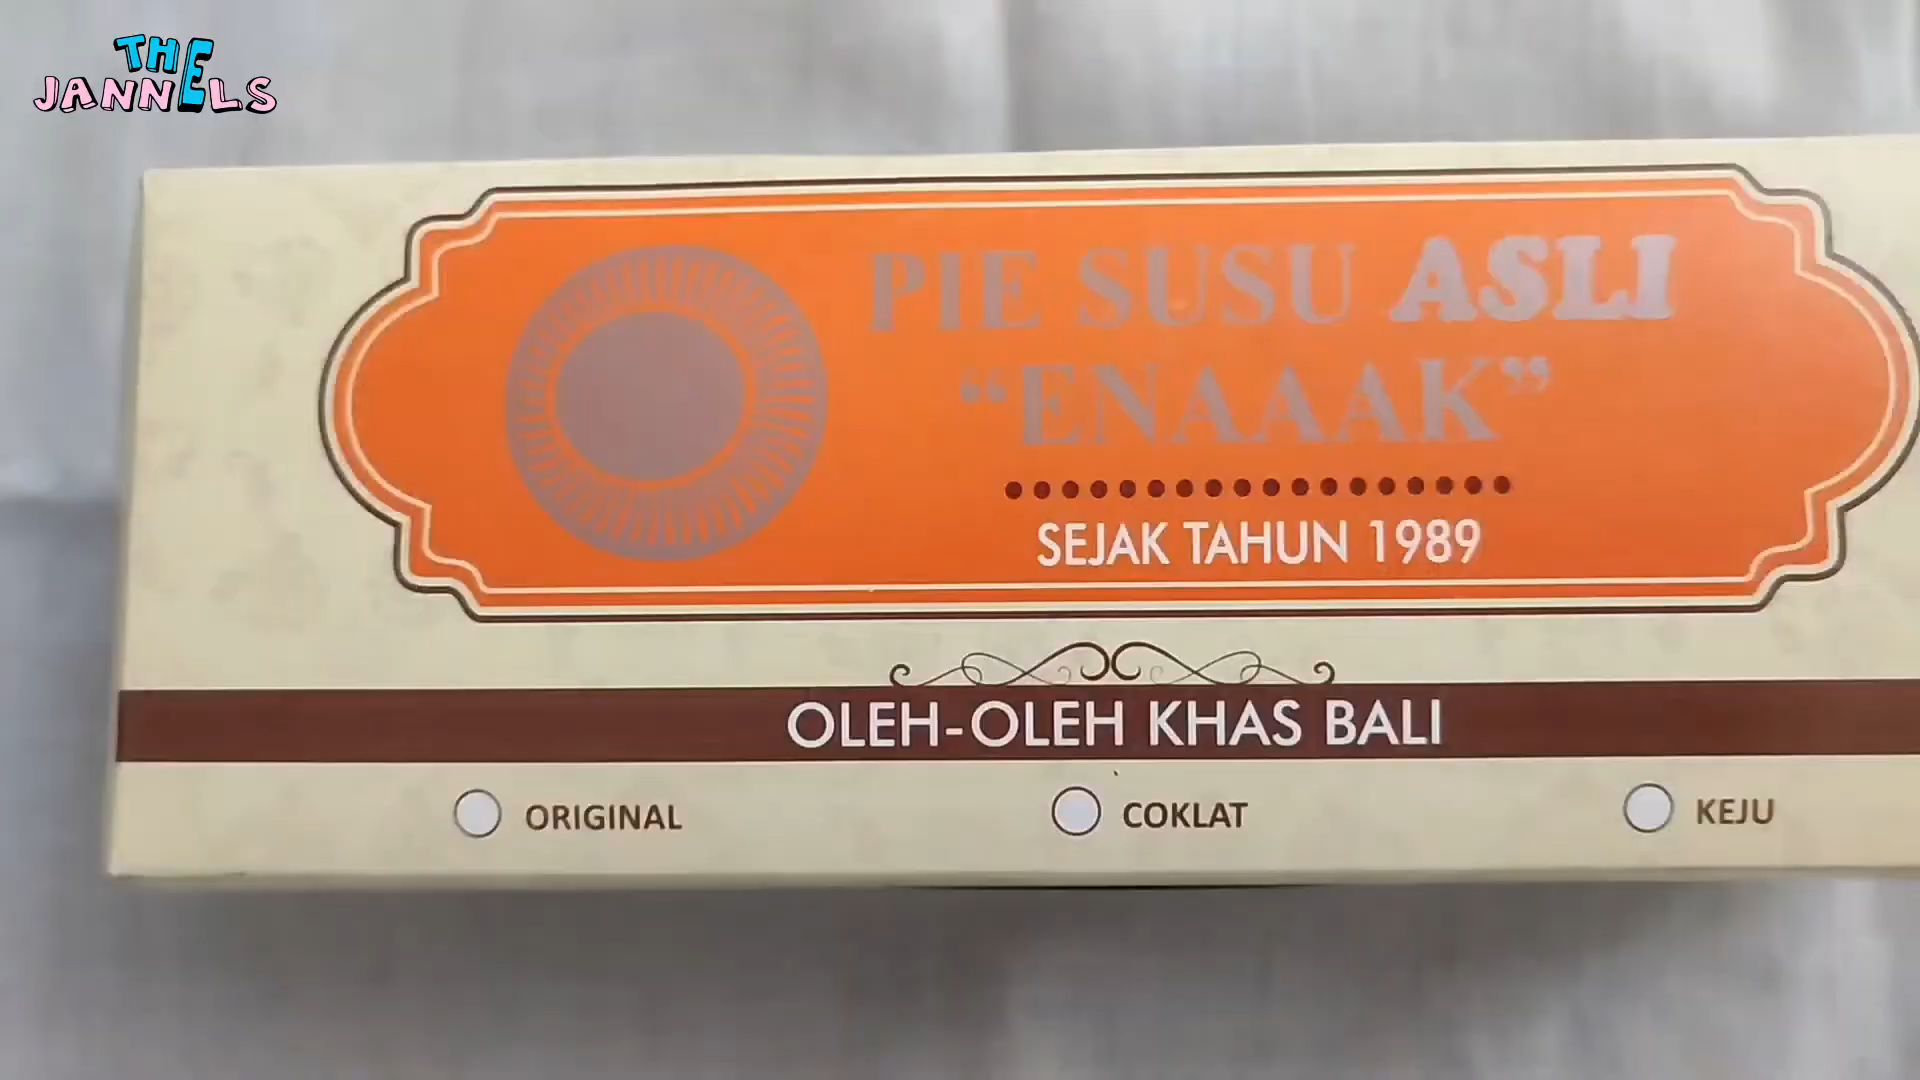 THE
JANNELS
PIE SUSU ASLI
“ENAAAK”
SEJAK TAHUN 1989
OLEH-OLEH KHAS BALI
ORIGINAL
COKLAT
KEJU